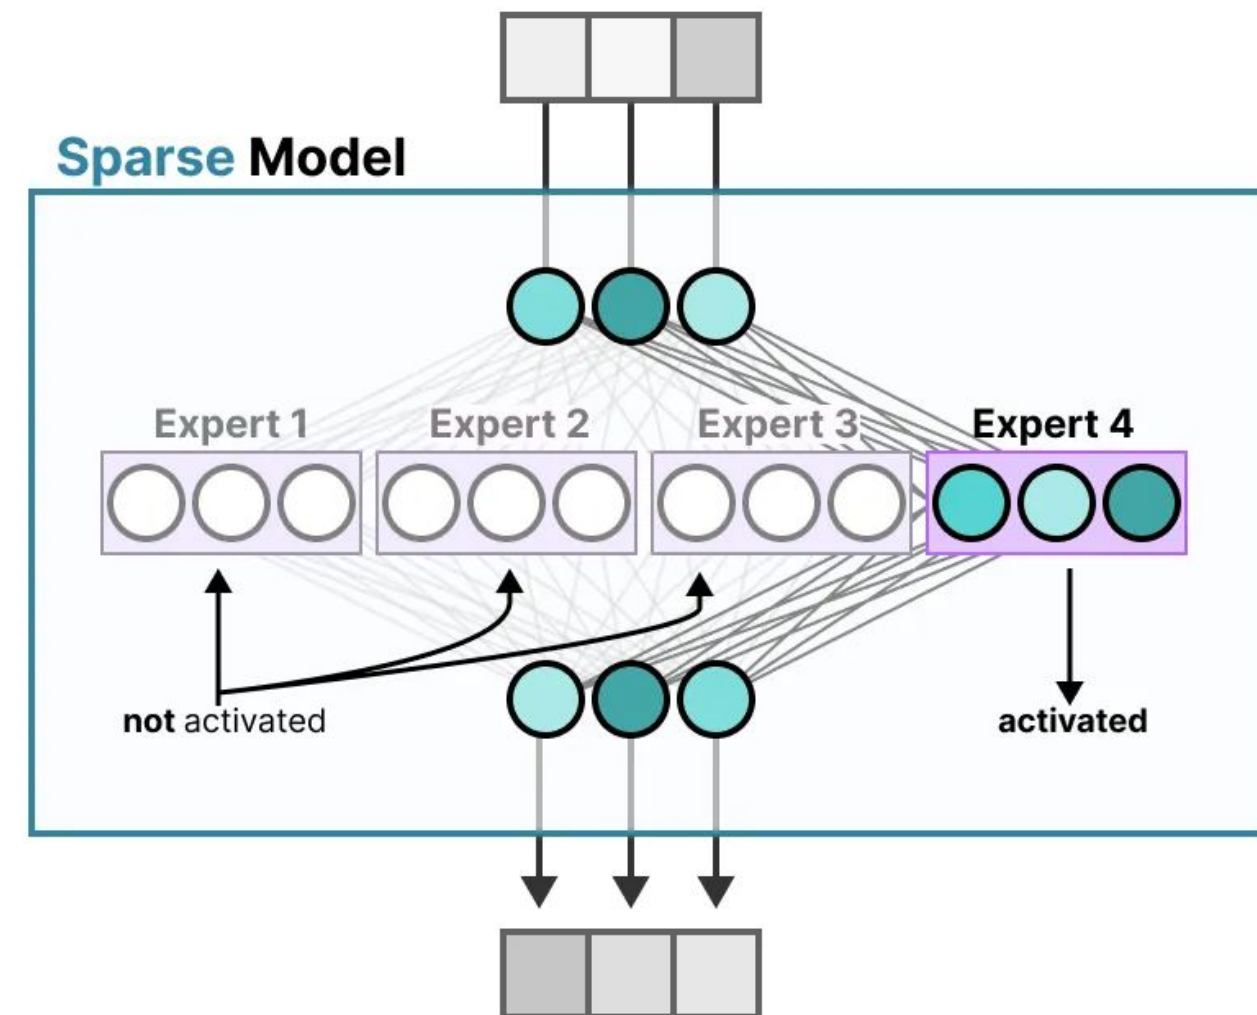 Sparse Model
Expert 1
Expert 2
Expert 3
Expert 4
not activated
activated